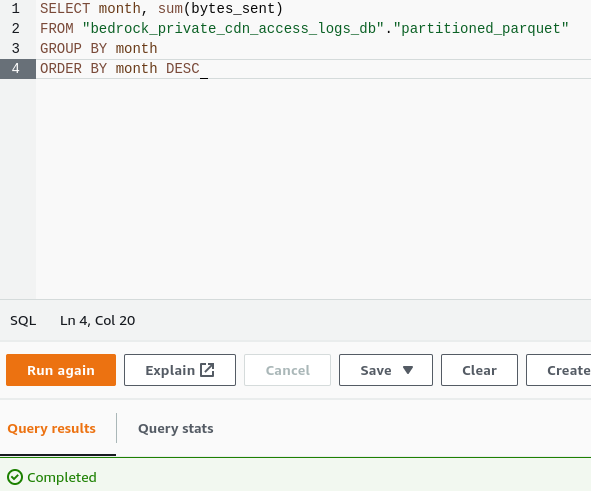 1 SELECT month, sum(bytes_sent)
2 FROM "bedrock_private_cdn_access_logs_db"."partitioned_parquet"
3 GROUP BY month
4 ORDER BY month DESC
SQL Ln 4, Col 20
Run again Explain Cancel Save Clear Create
Query results Query stats
Completed